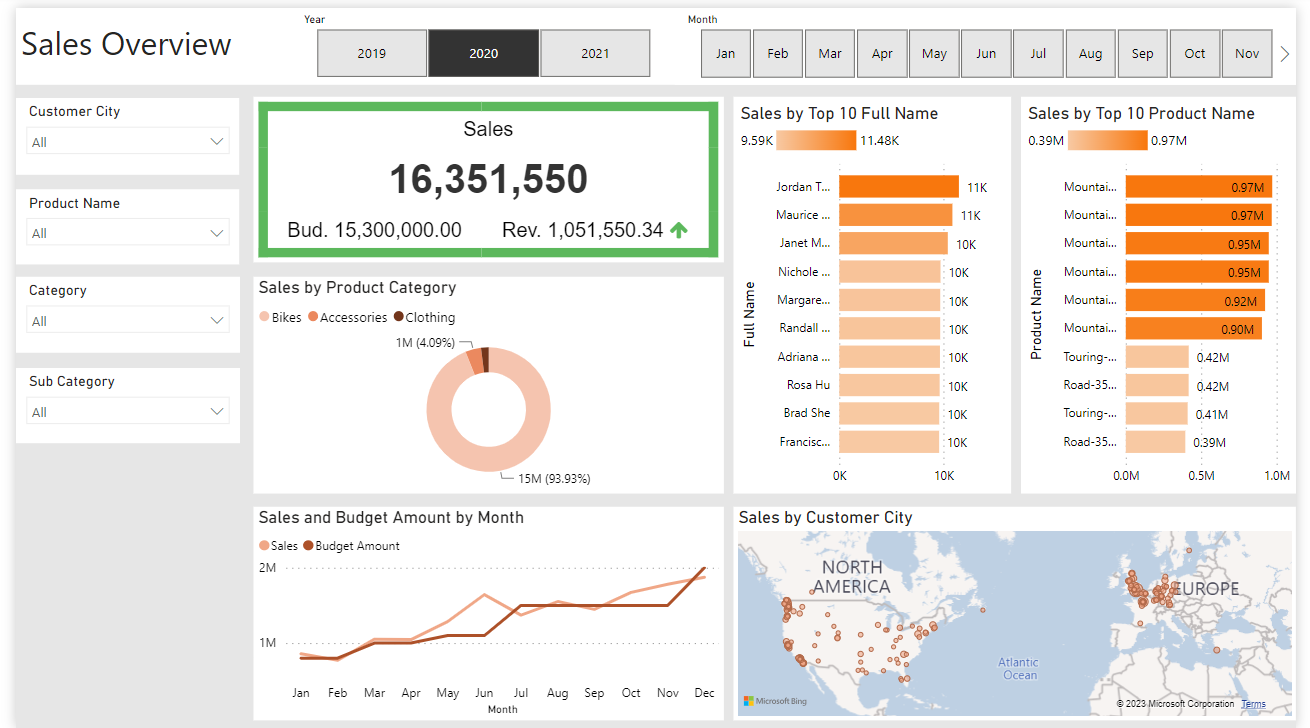 Sales Overview
Year
2019 2020 2021
Month
Jan Feb Mar Apr May Jun Jul Aug Sep Oct Nov
Customer City
All
Product Name
All
Category
All
Sub Category
All
Sales
16,351,550
Bud. 15,300,000.00 Rev. 1,051,550.34
Sales by Product Category
Bikes Accessories Clothing
1M (4.09%)
15M (93.93%)
Sales by Top 10 Full Name
9.59K 11.48K
Full Name
Jordan T... 11K
Maurice ... 11K
Janet M... 10K
Nichole ... 10K
Margare... 10K
Randall ... 10K
Adriana ... 10K
Rosa Hu 10K
Brad She 10K
Francisc... 10K
0K 10K
Sales by Top 10 Product Name
0.39M 0.97M
Product Name
Mountai... 0.97M
Mountai... 0.97M
Mountai... 0.95M
Mountai... 0.95M
Mountai... 0.92M
Mountai... 0.90M
Touring-... 0.42M
Road-35... 0.42M
Touring-... 0.41M
Road-35... 0.39M
0.0M 0.5M 1.0M
Sales and Budget Amount by Month
Sales Budget Amount
2M
1M
Jan Feb Mar Apr May Jun Jul Aug Sep Oct Nov Dec
Month
Sales by Customer City
NORTH
AMERICA
EUROPE
Atlantic
Ocean
Microsoft Bing
© 2023 Microsoft Corporation Terms